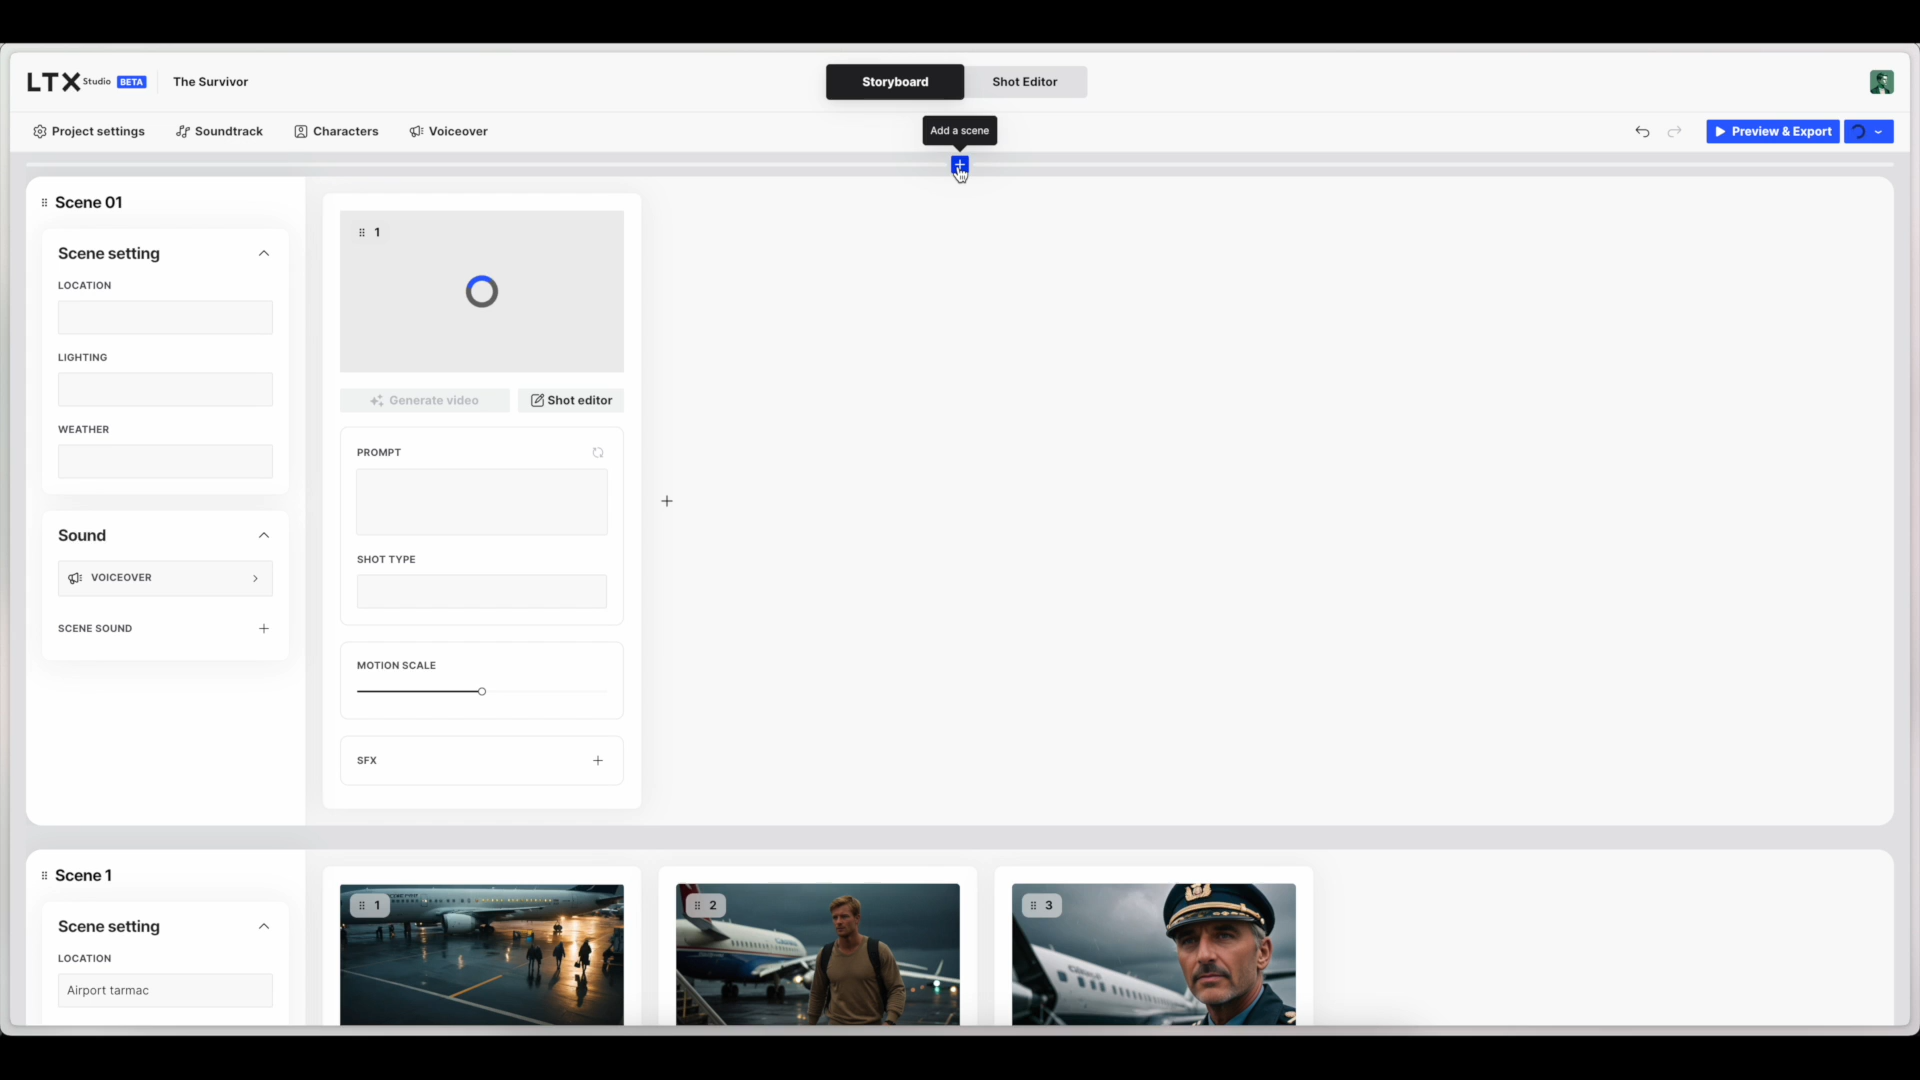 LTX Studio BETA The Survivor Storyboard Shot Editor
Project settings Soundtrack Characters Voiceover Add a scene Preview & Export
Scene 01
Scene setting
LOCATION
LIGHTING
WEATHER
Sound
VOICEOVER
SCENE SOUND
1
Generate video Shot editor
PROMPT
SHOT TYPE
MOTION SCALE
SFX
Scene 1
Scene setting
LOCATION
Airport tarmac
1
2
3